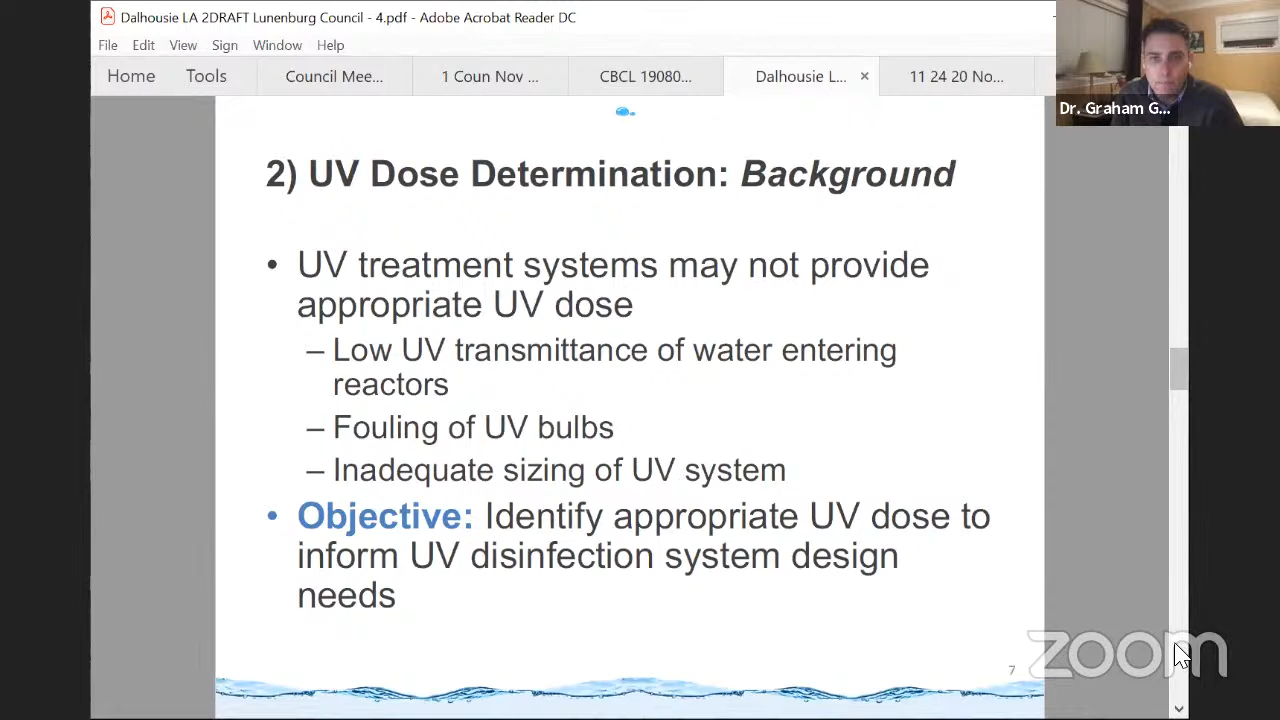 Dalhousie LA 2DRAFT Lunenburg Council - 4.pdf - Adobe Acrobat Reader DC
File Edit View Sign Window Help
Home Tools Council Mee... 1 Coun Nov ... CBCL 19080... Dalhousie L... × 11 24 20 No...
Dr. Graham G...
2) UV Dose Determination: Background
• UV treatment systems may not provide
appropriate UV dose
– Low UV transmittance of water entering
reactors
– Fouling of UV bulbs
– Inadequate sizing of UV system
• Objective: Identify appropriate UV dose to
inform UV disinfection system design
needs
7
zoom